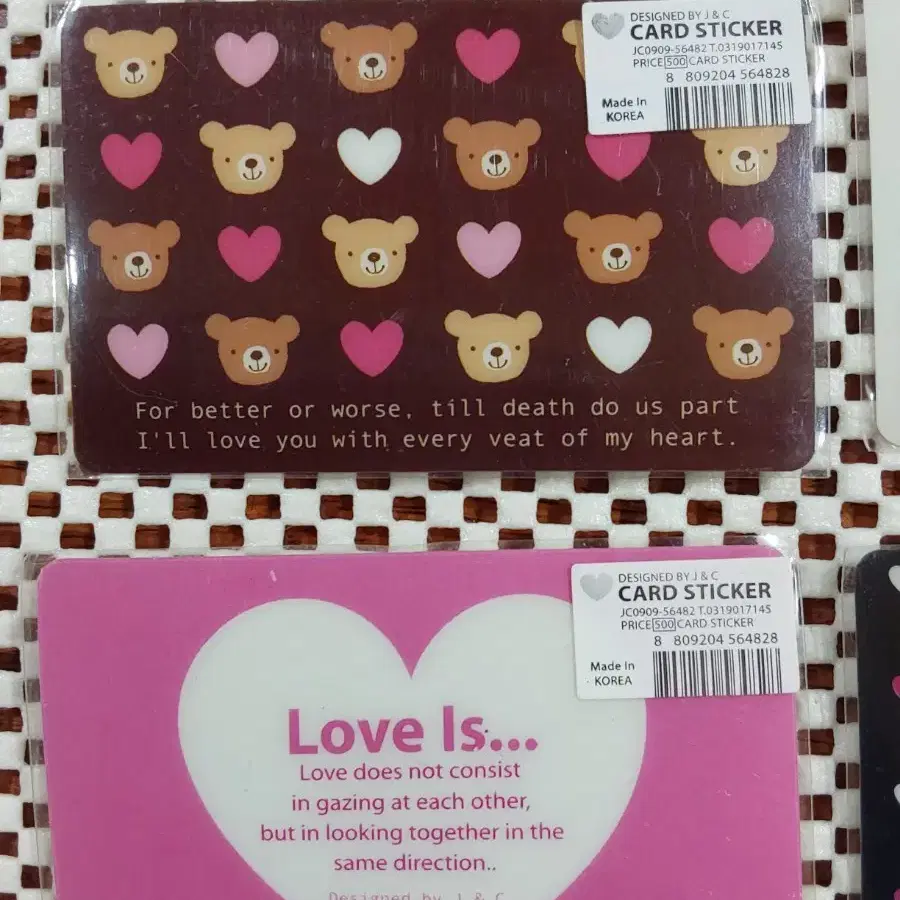 DESIGNED BY J & C
CARD STICKER
JC0909-56482 T.0319017145
PRICE 500 CARD STICKER
8 809204 564828
Made In
KOREA
For better or worse, till death do us part
I'll love you with every veat of my heart.
DESIGNED BY J & C
CARD STICKER
JC0909-56482 T.0319017145
PRICE 500 CARD STICKER
8 809204 564828
Made In
KOREA
Love Is...
Love does not consist
in gazing at each other,
but in looking together in the
same direction..
Designed by J & C